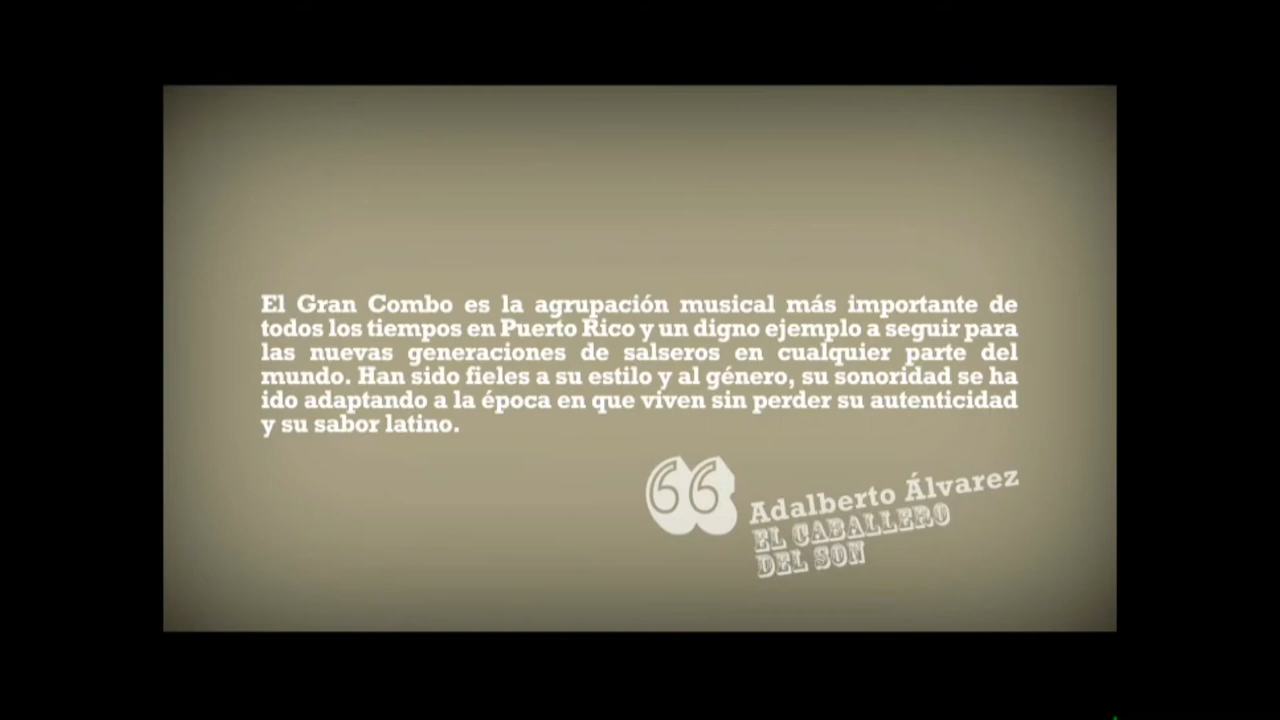 El Gran Combo es la agrupación musical más importante de
todos los tiempos en Puerto Rico y un digno ejemplo a seguir para
las nuevas generaciones de salseros en cualquier parte del
mundo. Han sido fieles a su estilo y al género, su sonoridad se ha
ido adaptando a la época en que viven sin perder su autenticidad
y su sabor latino.
“
Adalberto Álvarez
EL CABALLERO
DEL SON